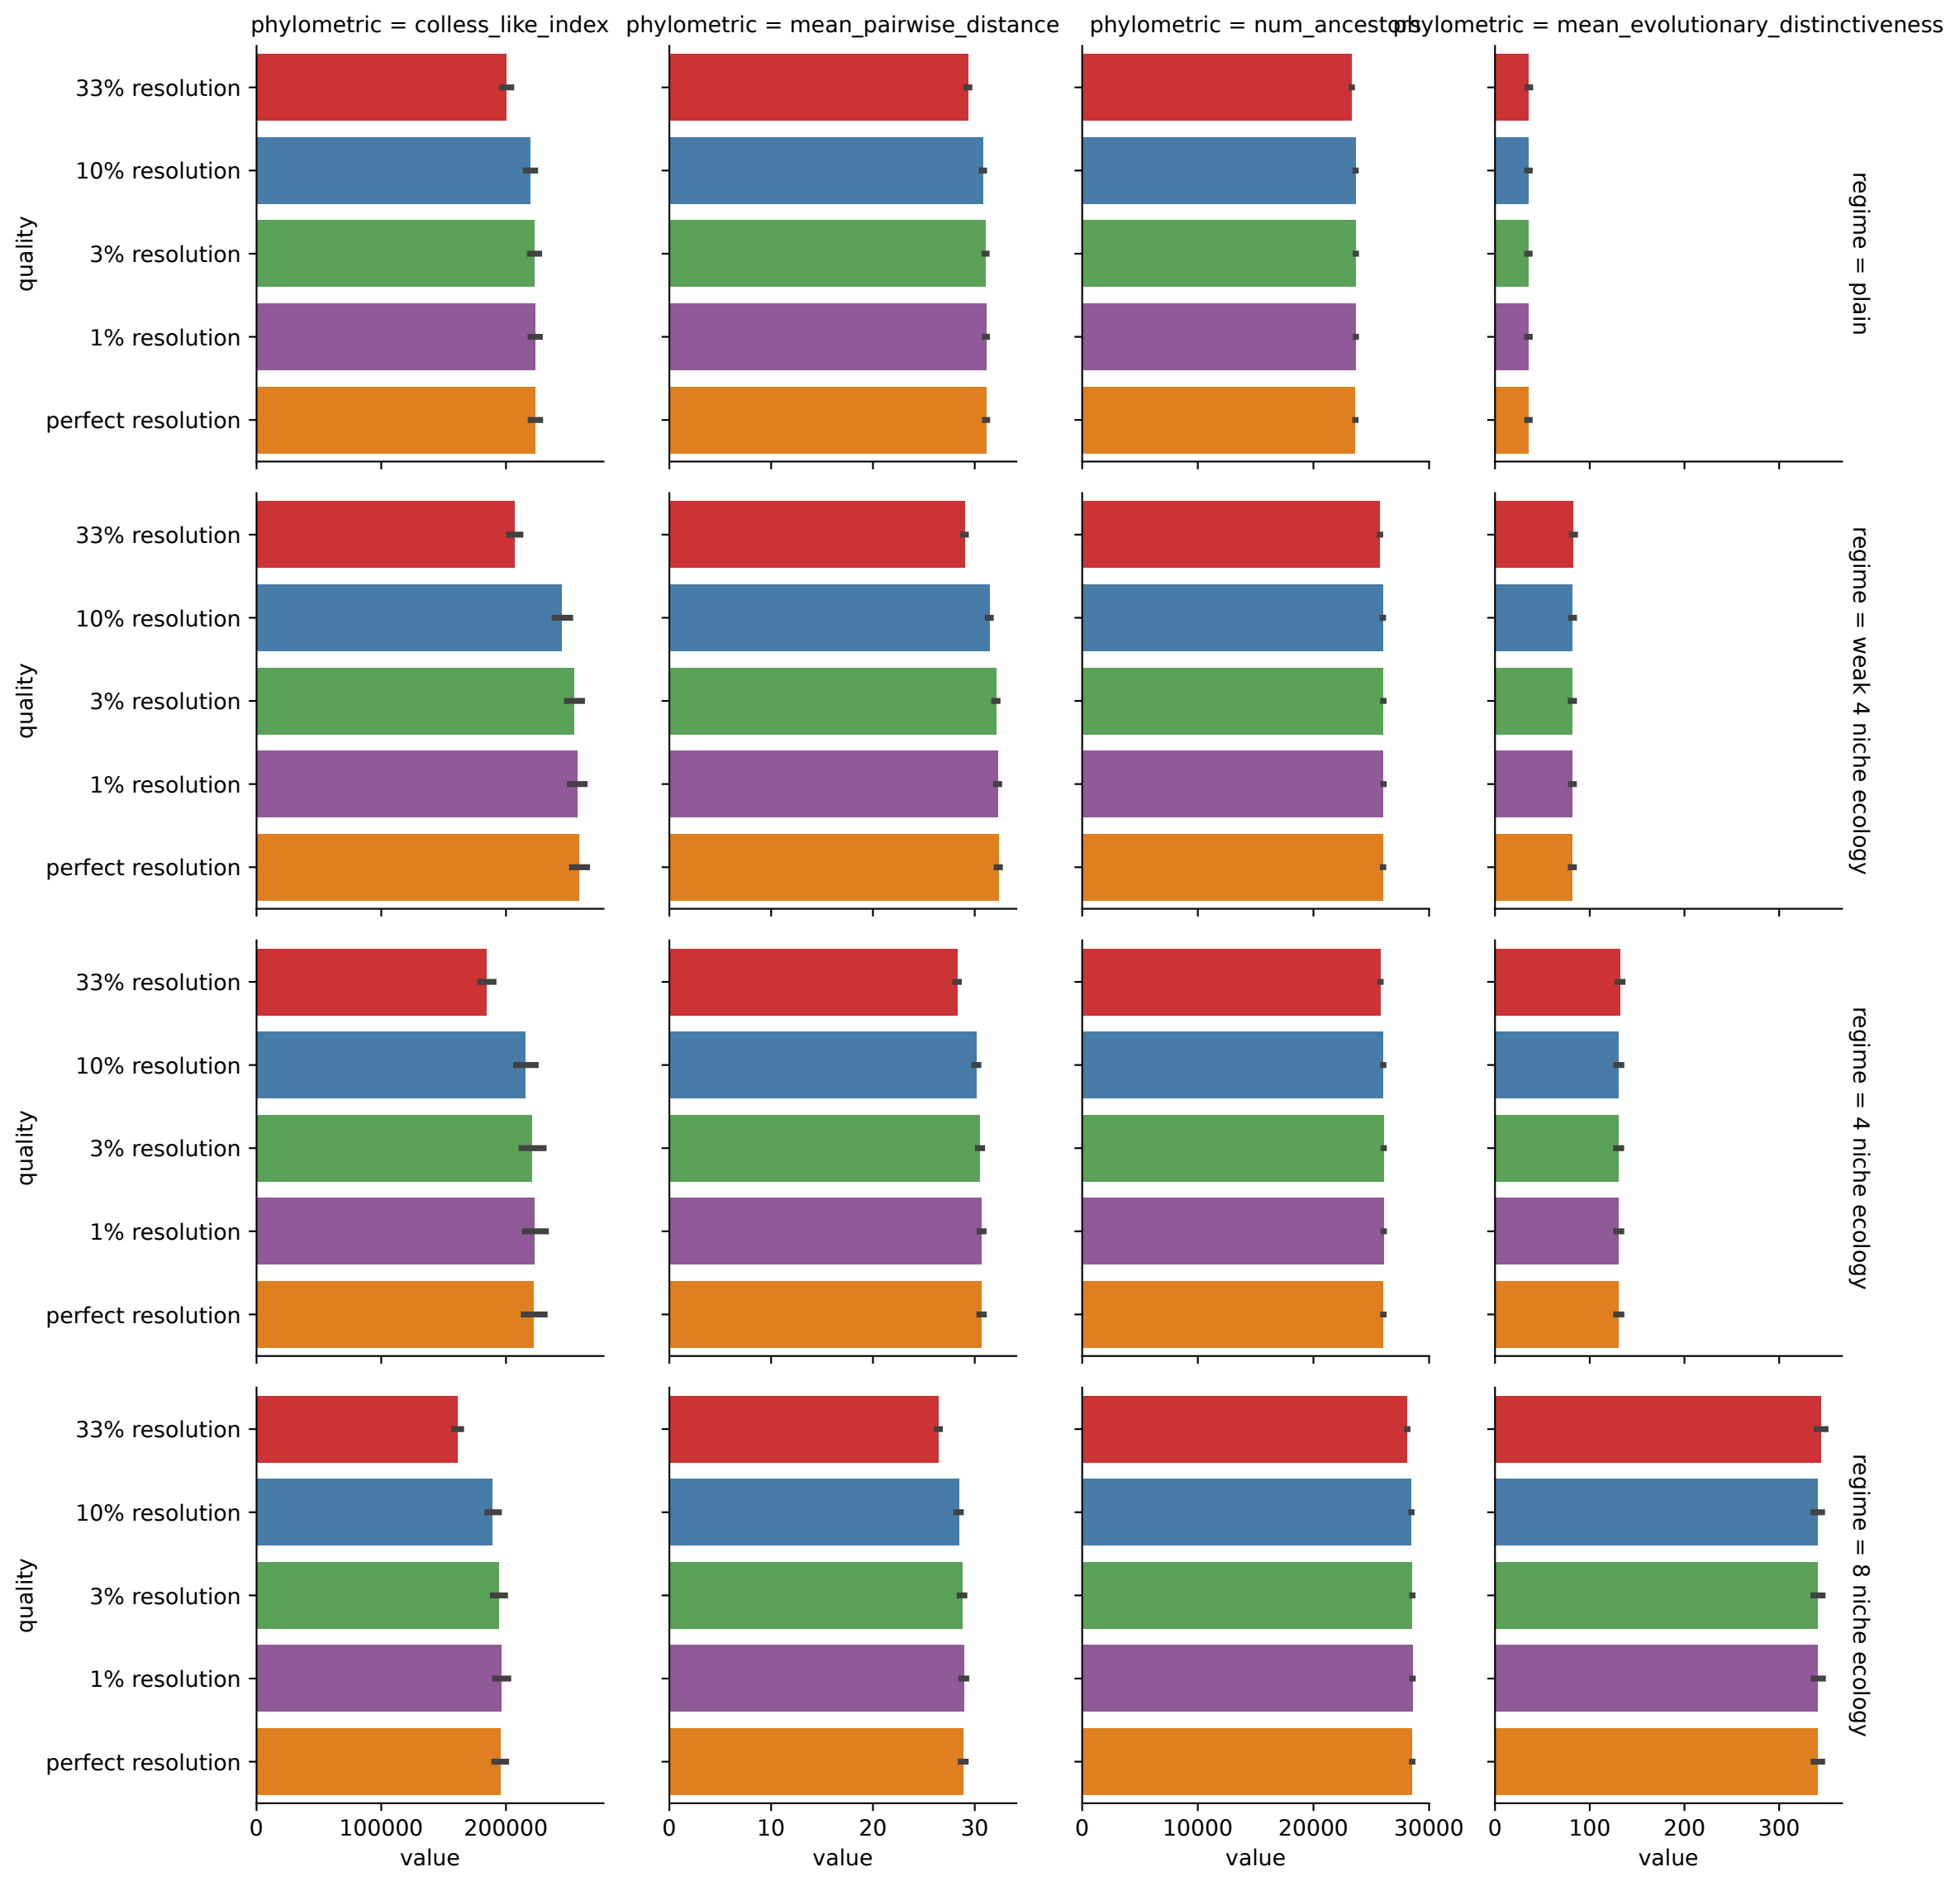 phylometric = colless_like_index
phylometric = mean_pairwise_distance
phylometric = num_ancestors
phylometric = mean_evolutionary_distinctiveness
quality
33% resolution
10% resolution
3% resolution
1% resolution
perfect resolution
regime = plain
quality
33% resolution
10% resolution
3% resolution
1% resolution
perfect resolution
regime = weak 4 niche ecology
quality
33% resolution
10% resolution
3% resolution
1% resolution
perfect resolution
regime = 4 niche ecology
quality
33% resolution
10% resolution
3% resolution
1% resolution
perfect resolution
regime = 8 niche ecology
0 100000 200000
0 10 20 30
0 10000 20000 30000
0 100 200 300
value
value
value
value